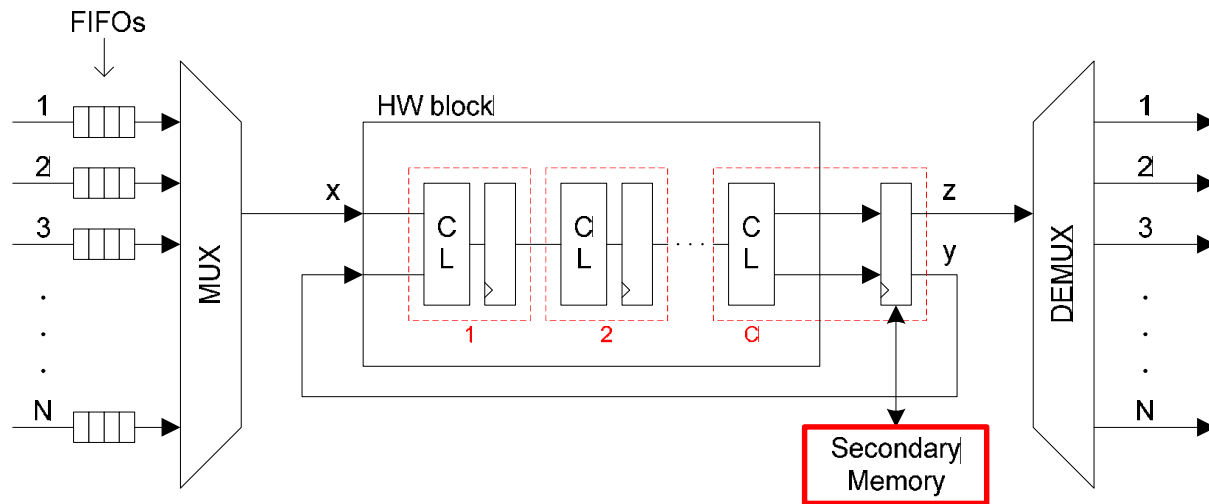 FIFOs
1
2
3
.
.
.
N
MUX
HW block
x
C
L
C
L
. . .
C
L
1
2
C
z
y
Secondary
Memory
DEMUX
1
2
3
.
.
.
N